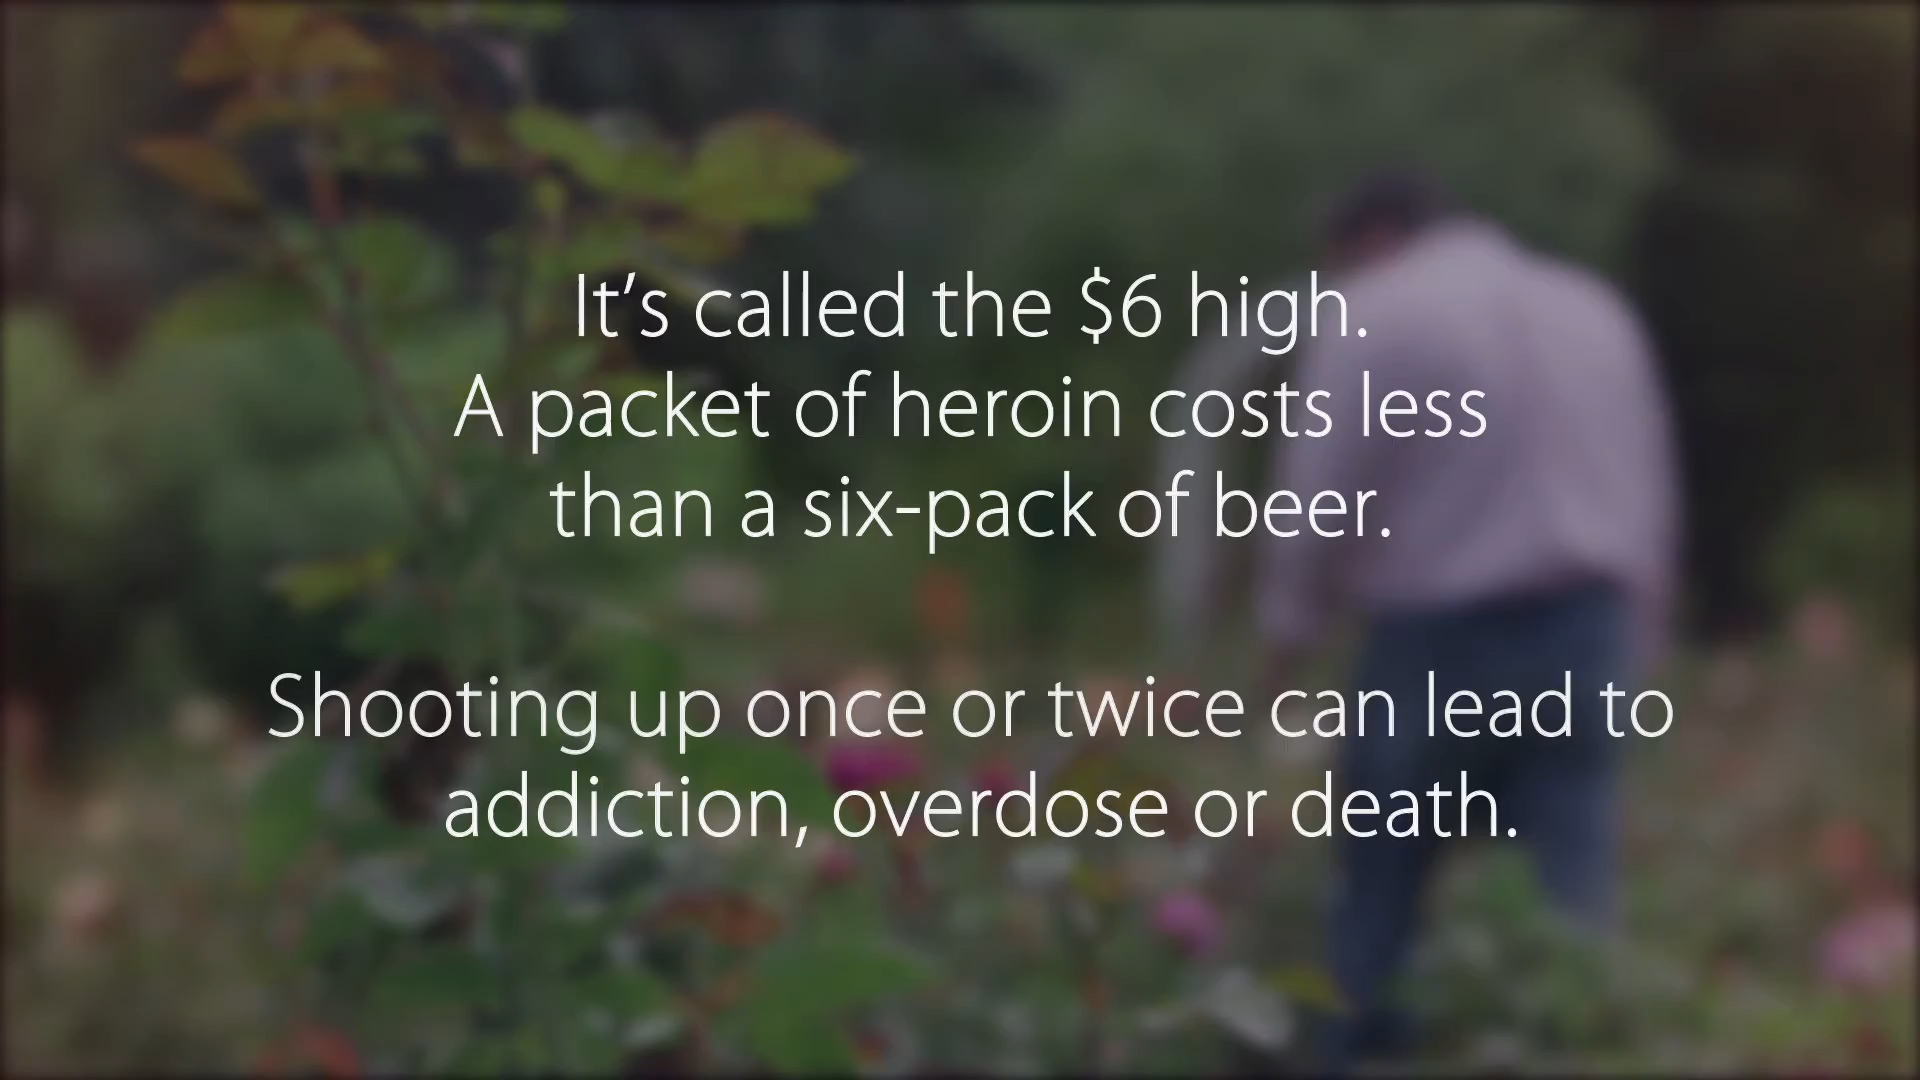 It’s called the $6 high.
A packet of heroin costs less
than a six-pack of beer.
Shooting up once or twice can lead to
addiction, overdose or death.